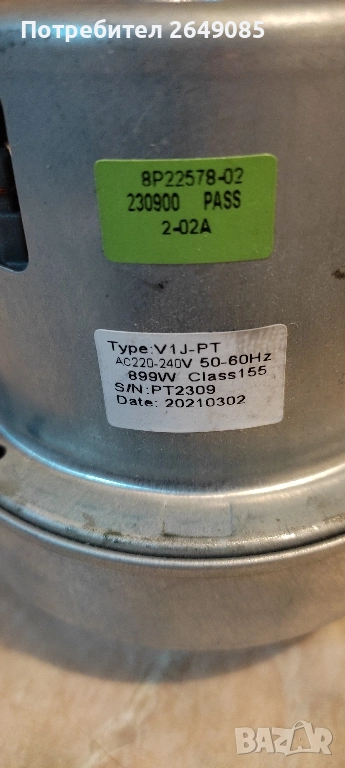 Потребител 2649085
8P22578-02
230900 PASS
2-02A
Type:V1J-PT
AC220-240V 50-60Hz
899W Class155
S/N:PT2309
Date: 20210302
BAZAR